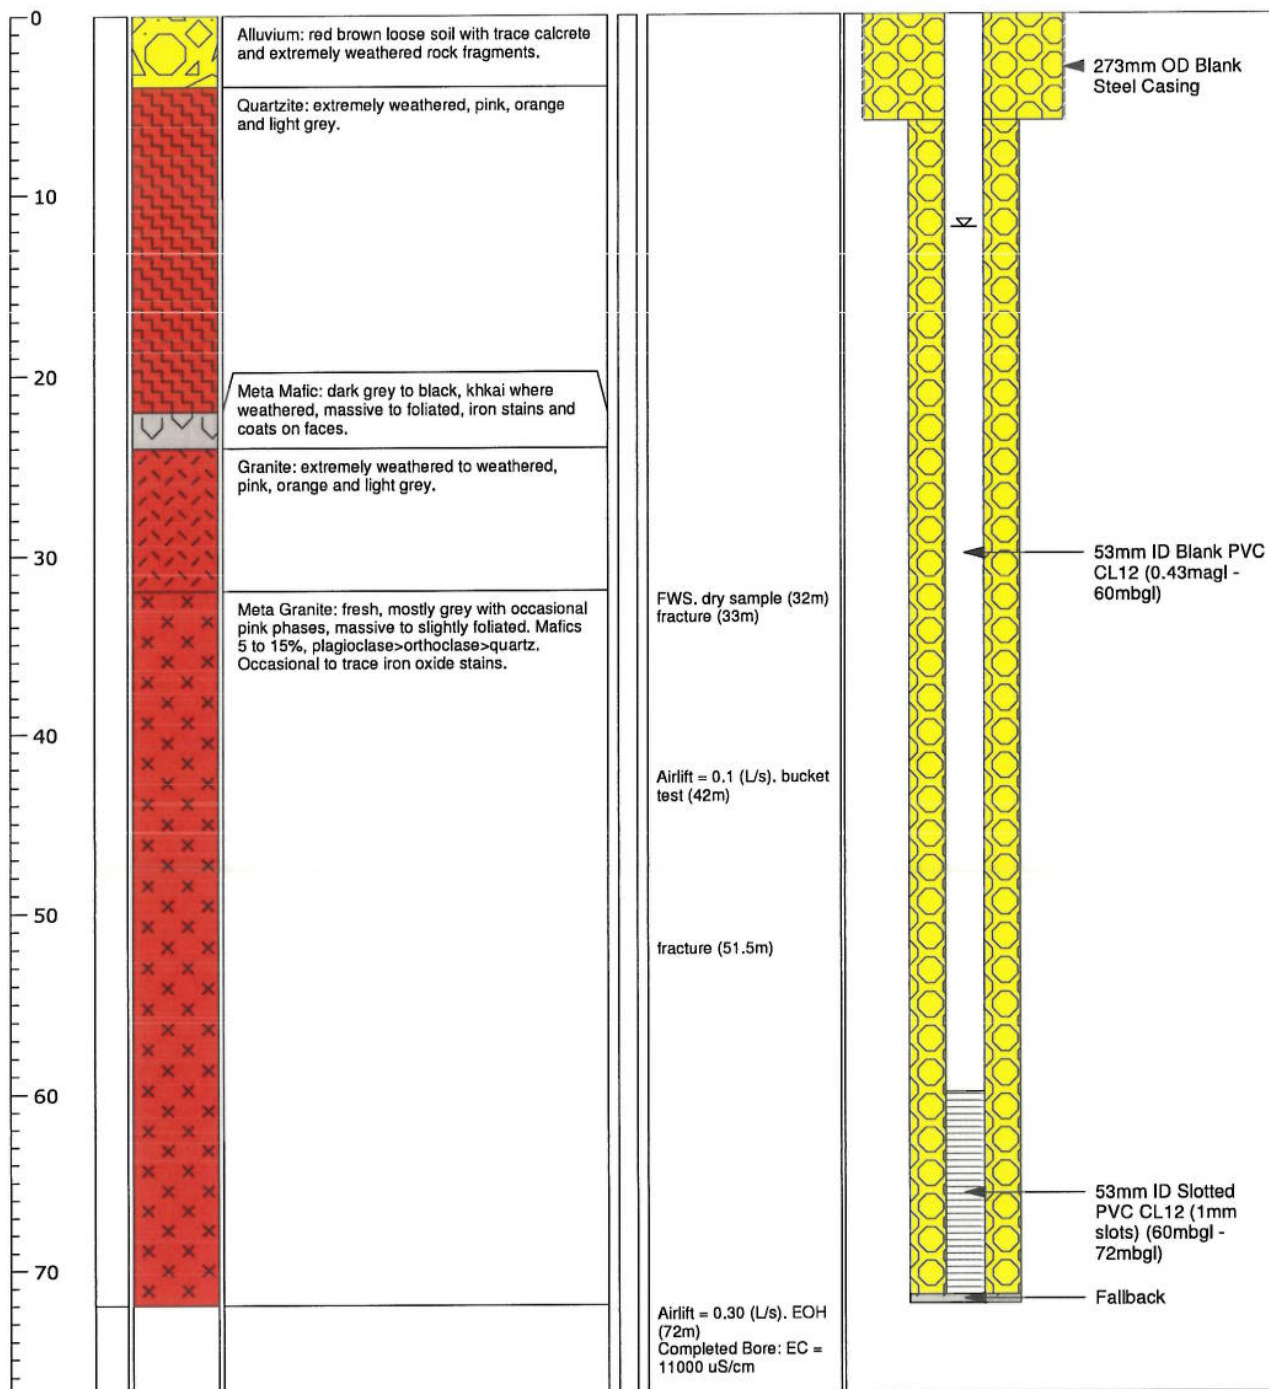 0
10
20
30
40
50
60
70
Alluvium: red brown loose soil with trace calcrete
and extremely weathered rock fragments.
Quartzite: extremely weathered, pink, orange
and light grey.
Meta Mafic: dark grey to black, khkai where
weathered, massive to foliated, iron stains and
coats on faces.
Granite: extremely weathered to weathered,
pink, orange and light grey.
Meta Granite: fresh, mostly grey with occasional
pink phases, massive to slightly foliated. Mafics
5 to 15%, plagioclase>orthoclase>quartz.
Occasional to trace iron oxide stains.
FWS. dry sample (32m)
fracture (33m)
Airlift = 0.1 (L/s). bucket
test (42m)
fracture (51.5m)
Airlift = 0.30 (L/s). EOH
(72m)
Completed Bore: EC =
11000 uS/cm
273mm OD Blank
Steel Casing
53mm ID Blank PVC
CL12 (0.43magl -
60mbgl)
53mm ID Slotted
PVC CL12 (1mm
slots) (60mbgl -
72mbgl)
Fallback